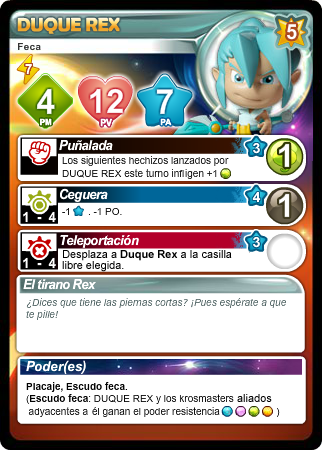 DUQUE REX
5
Feca
7
4
PM
12
PV
7
PA
Puñalada
3
1
Los siguientes hechizos lanzados por
DUQUE REX este turno infligen +1
Ceguera
4
1
1 - 4
-1 . -1 PO.
Teleportación
3
1 - 4
Desplaza a Duque Rex a la casilla
libre elegida.
El tirano Rex
¿Dices que tiene las piernas cortas? ¡Pues espérate a que
te pille!
Poder(es)
Placaje, Escudo feca.
(Escudo feca: DUQUE REX y los krosmasters aliados
adyacentes a él ganan el poder resistencia )